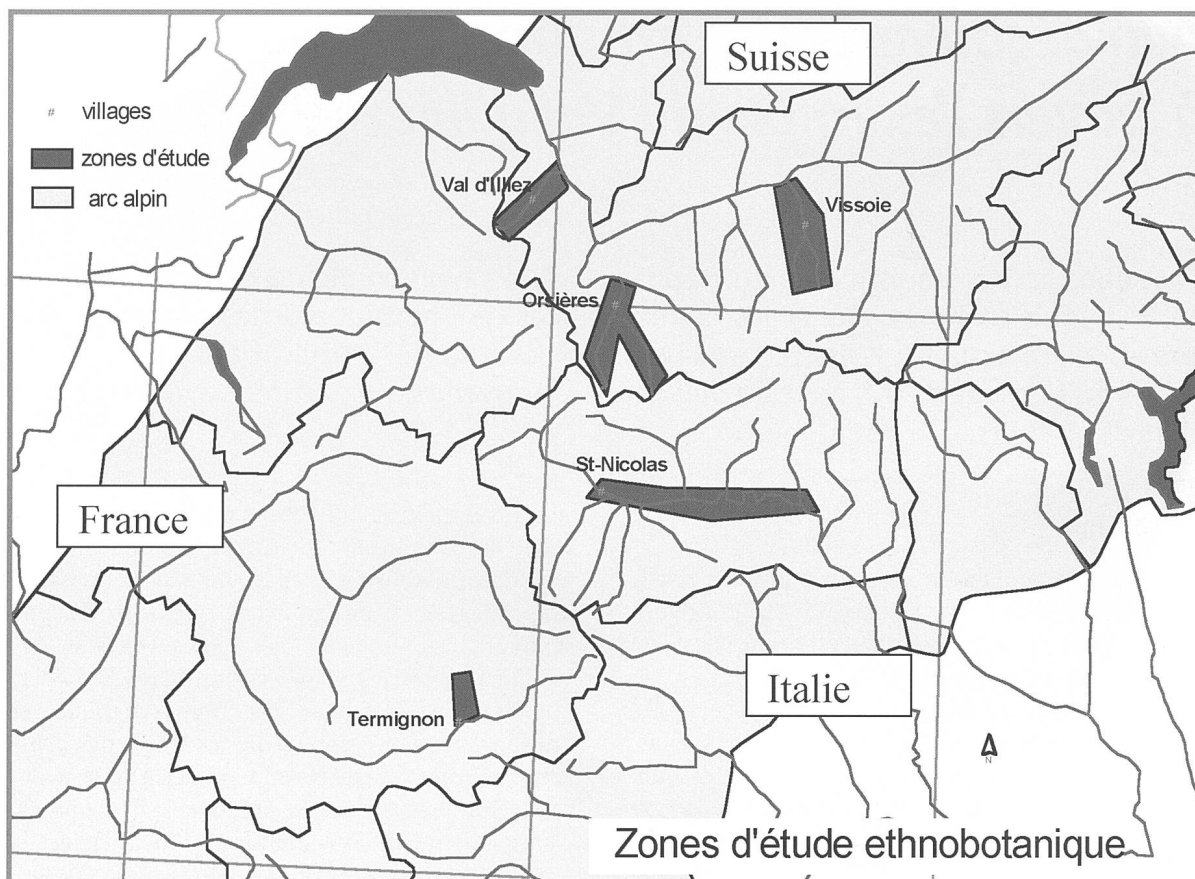 Suisse
# villages
zones d'étude
arc alpin
Val d'Illiez
Vissoie
Orsières
St-Nicolas
France
Italie
Termignon
N
Zones d'étude ethnobotanique